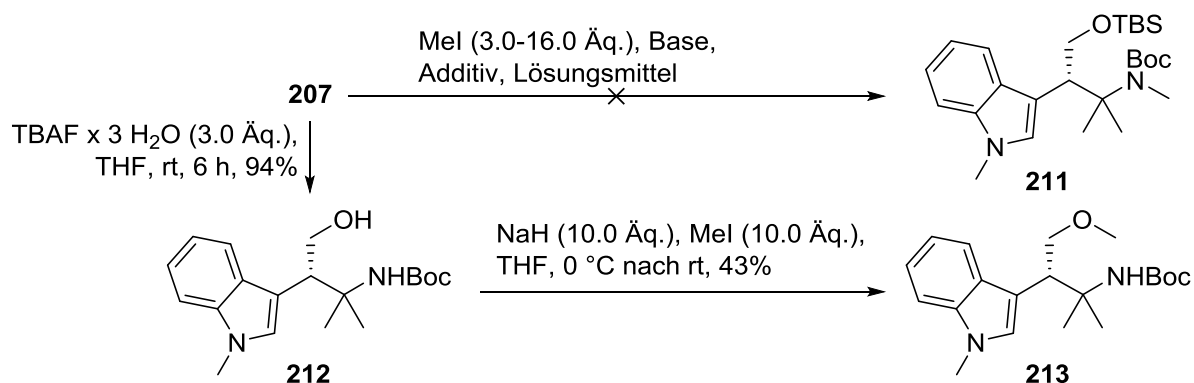 MeI (3.0-16.0 Äq.), Base,
Additiv, Lösungsmittel
207
OTBS
Boc
N
N
211
TBAF x 3 H₂O (3.0 Äq.),
THF, rt, 6 h, 94%
OH
NHBoc
N
212
NaH (10.0 Äq.), MeI (10.0 Äq.),
THF, 0 °C nach rt, 43%
O
NHBoc
N
213